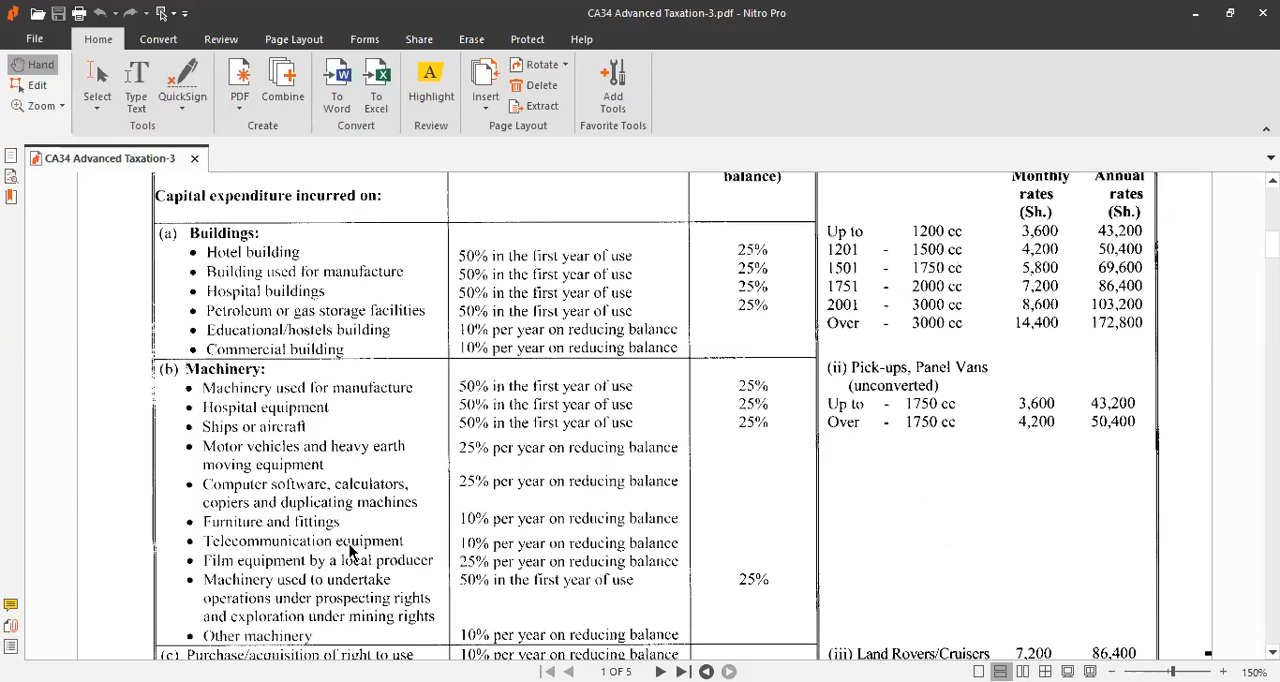 CA34 Advanced Taxation-3.pdf - Nitro Pro
File Home Convert Review Page Layout Forms Share Erase Protect Help
Hand
Edit
Zoom
Select
Type Text
QuickSign
Tools
PDF
Combine
Create
To Word
To Excel
Convert
Highlight
Review
Insert
Rotate
Delete
Extract
Page Layout
Add Tools
Favorite Tools
CA34 Advanced Taxation-3
balance)
Capital expenditure incurred on:
(a) Buildings:
• Hotel building 50% in the first year of use 25%
• Building used for manufacture 50% in the first year of use 25%
• Hospital buildings 50% in the first year of use 25%
• Petroleum or gas storage facilities 50% in the first year of use 25%
• Educational/hostels building 10% per year on reducing balance
• Commercial building 10% per year on reducing balance
(b) Machinery:
• Machinery used for manufacture 50% in the first year of use 25%
• Hospital equipment 50% in the first year of use 25%
• Ships or aircraft 50% in the first year of use 25%
• Motor vehicles and heavy earth 25% per year on reducing balance
moving equipment
• Computer software, calculators, 25% per year on reducing balance
copiers and duplicating machines
• Furniture and fittings 10% per year on reducing balance
• Telecommunication equipment 10% per year on reducing balance
• Film equipment by a local producer 25% per year on reducing balance
• Machinery used to undertake 50% in the first year of use 25%
operations under prospecting rights
and exploration under mining rights
• Other machinery 10% per year on reducing balance
(c) Purchase/acquisition of right to use 10% per year on reducing balance
Monthly Annual
rates rates
(Sh.) (Sh.)
Up to 1200 cc 3,600 43,200
1201 - 1500 cc 4,200 50,400
1501 - 1750 cc 5,800 69,600
1751 - 2000 cc 7,200 86,400
2001 - 3000 cc 8,600 103,200
Over - 3000 cc 14,400 172,800
(ii) Pick-ups, Panel Vans
(unconverted)
Up to - 1750 cc 3,600 43,200
Over - 1750 cc 4,200 50,400
(iii) Land Rovers/Cruisers 7,200 86,400
1 OF 5
150%